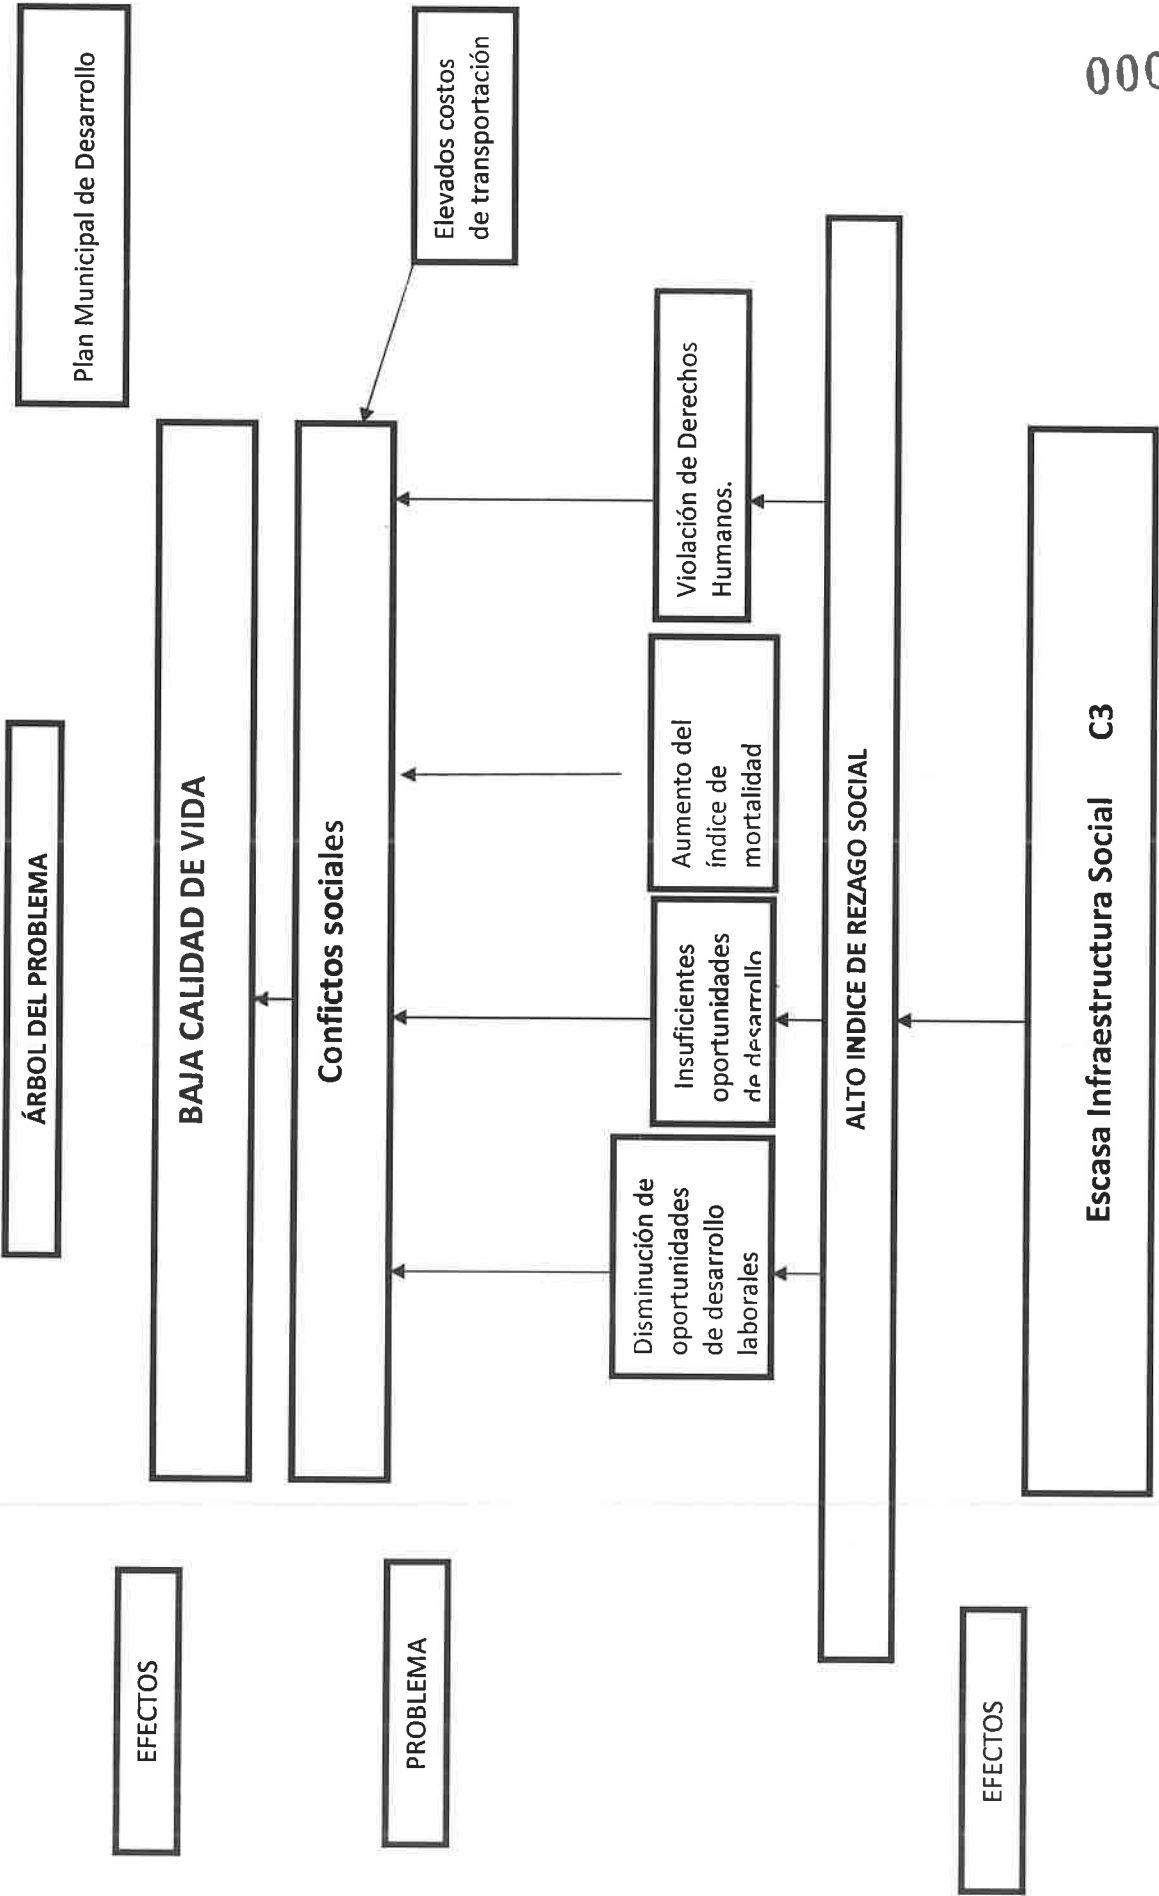 ÁRBOL DEL PROBLEMA
Plan Municipal de Desarrollo
EFECTOS
BAJA CALIDAD DE VIDA
Confictos sociales
PROBLEMA
Elevados costos
de transportación
Disminución de
oportunidades
de desarrollo
laborales
Insuficientes
oportunidades
de desarrollo
Aumento del
índice de
mortalidad
Violación de Derechos
Humanos.
ALTO INDICE DE REZAGO SOCIAL
EFECTOS
Escasa Infraestructura Social C3
000